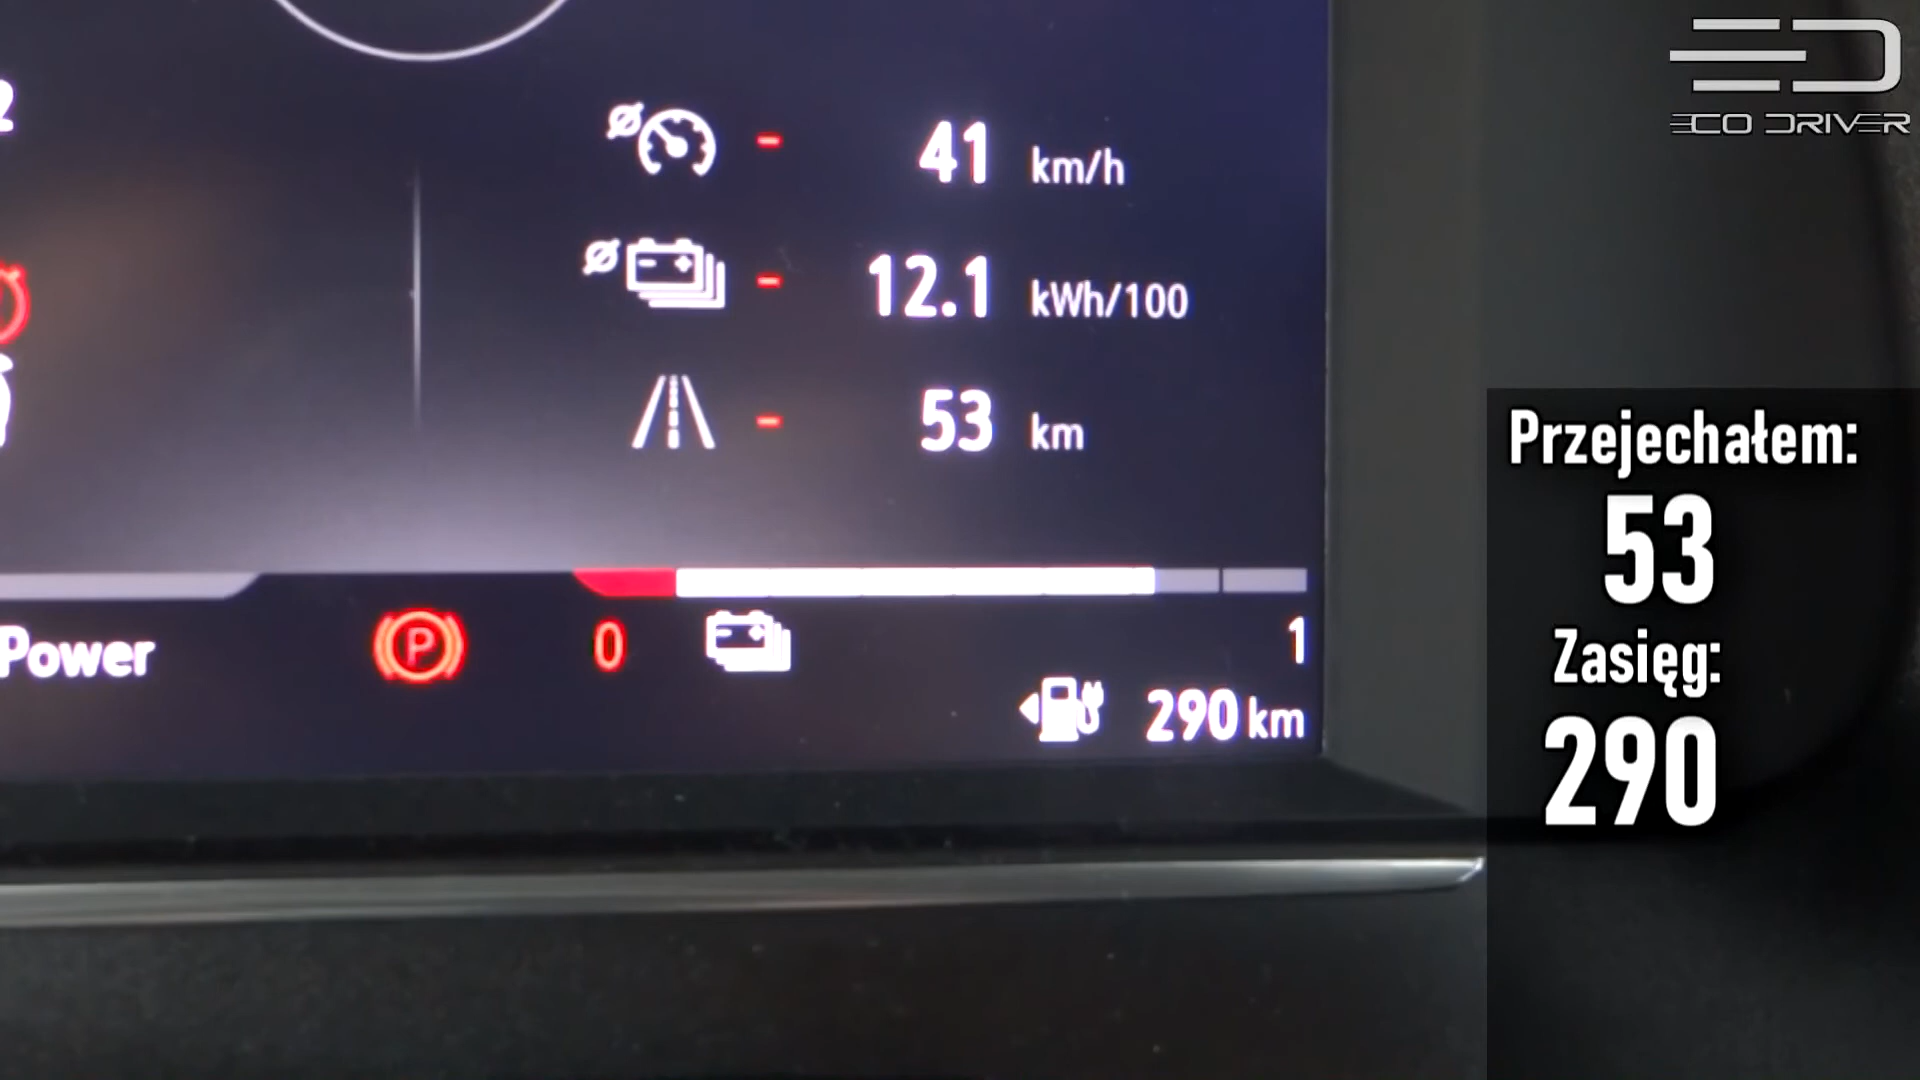 2
41 km/h
12.1 kWh/100
53 km
Power
P
0
1
290 km
ECO DRIVER
Przejechałem:
53
Zasięg:
290